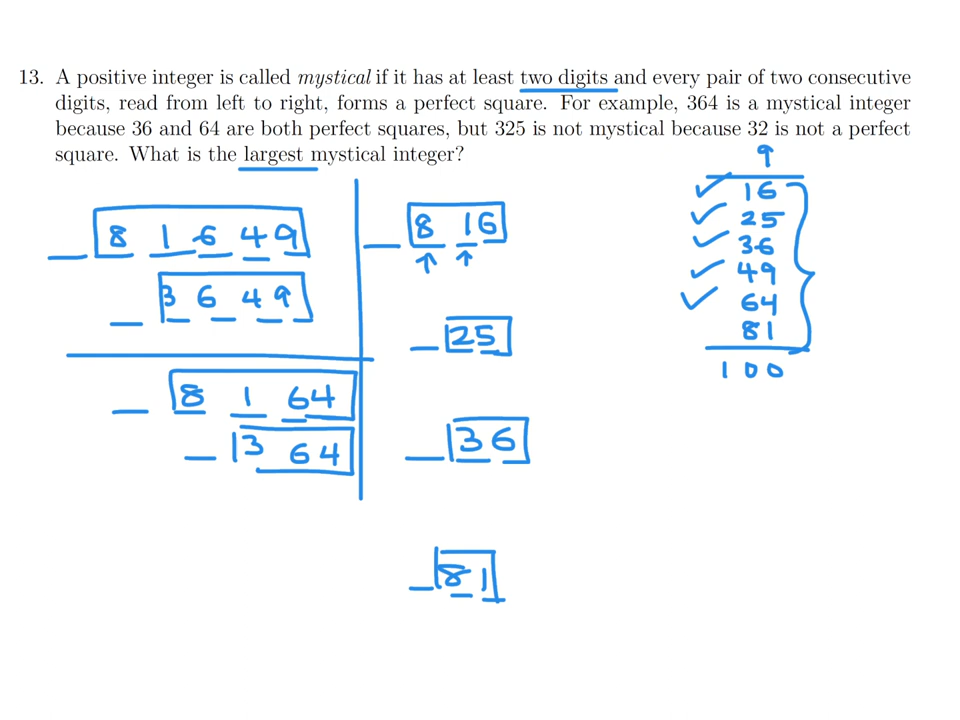 13. A positive integer is called mystical if it has at least two digits and every pair of two consecutive
digits, read from left to right, forms a perfect square. For example, 364 is a mystical integer
because 36 and 64 are both perfect squares, but 325 is not mystical because 32 is not a perfect
square. What is the largest mystical integer?
9
16
25
36
49
64
81
100
8 1 6 4 9
3 6 4 9
8 1 6 4
3 6 4
8 16
25
36
81